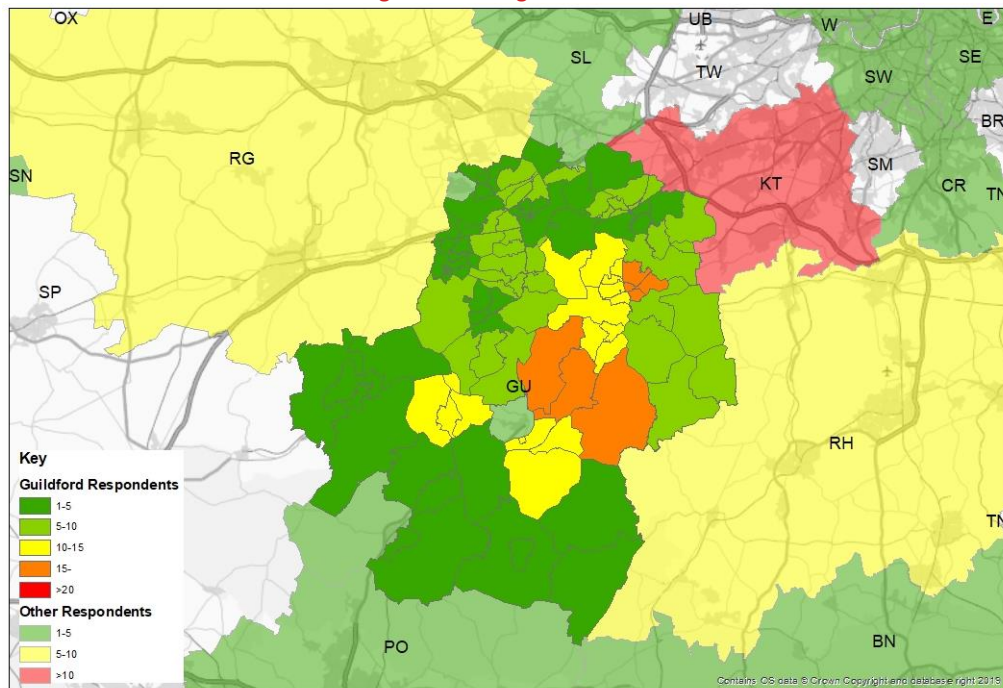 OX
SL
UB
W
E
TW
SW
SE
BR
RG
SN
KT
SM
CR
TN
SP
GU
RH
TN
PO
BN
Key
Guildford Respondents
1-5
5-10
10-15
15-
>20
Other Respondents
1-5
5-10
>10
Contains OS data © Crown Copyright and database right 2019